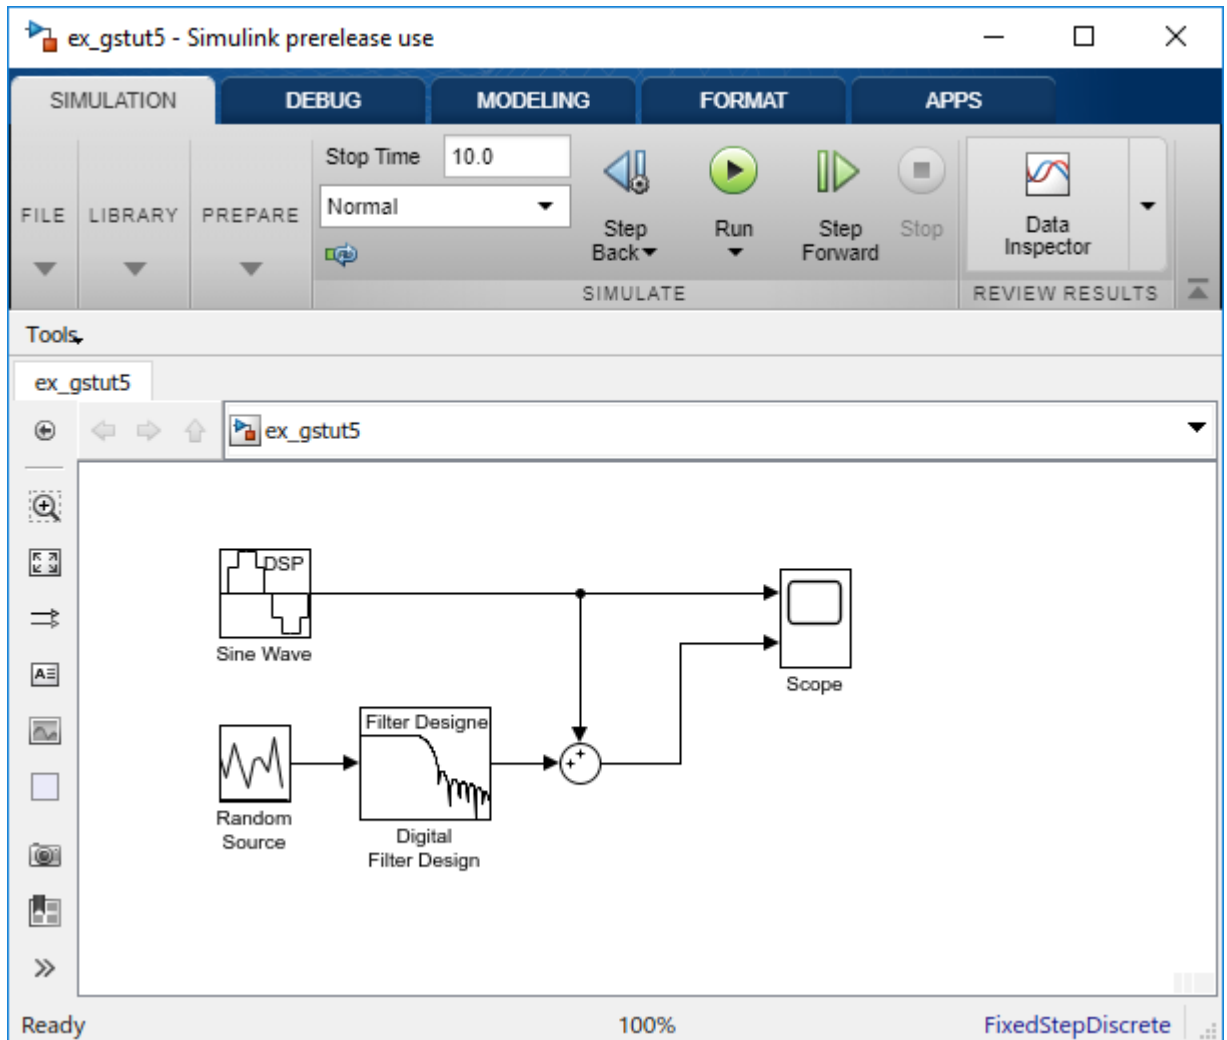 ex_gstut5 - Simulink prerelease use
SIMULATION DEBUG MODELING FORMAT APPS
FILE LIBRARY PREPARE
Stop Time 10.0
Normal
Step Back
Run
Step Forward
Stop
Data Inspector
SIMULATE
REVIEW RESULTS
Tools
ex_gstut5
ex_gstut5
DSP
Sine Wave
Scope
Filter Designe
Random
Source
Digital
Filter Design
Ready 100% FixedStepDiscrete